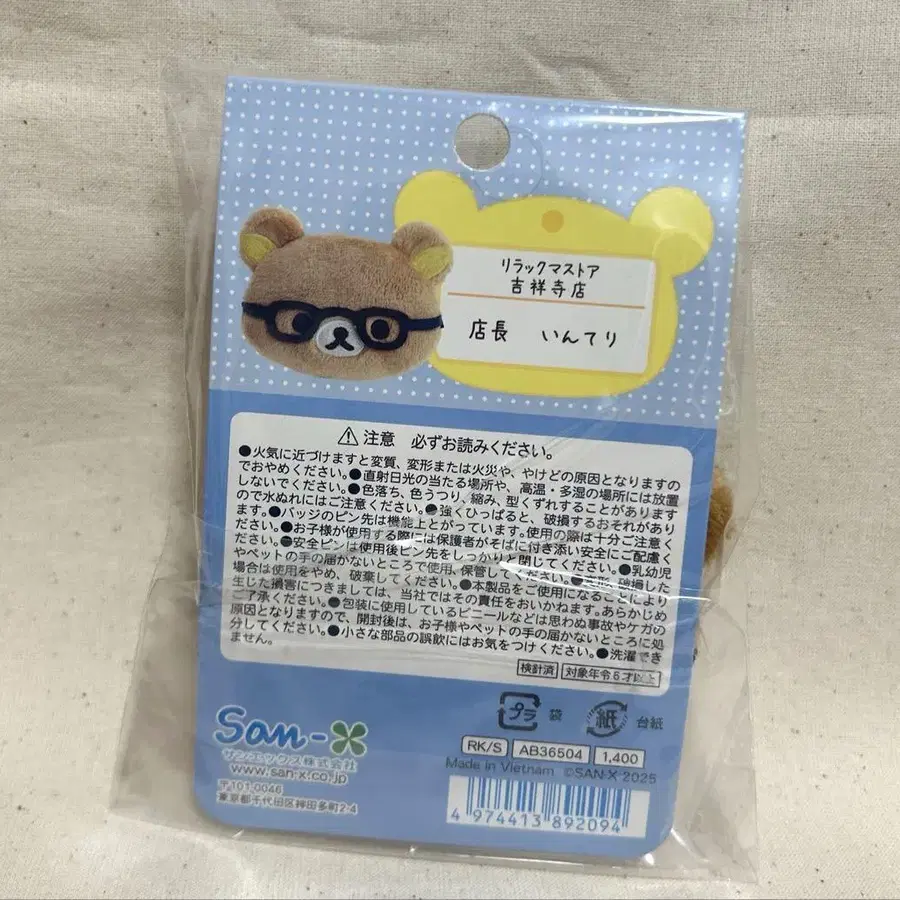 リラックマストア
吉祥寺店
店長 いんてり
⚠注意 必ずお読みください。
●火気に近づけますと変質、変形または火災や、やけどの原因となりますの
でおやめください。●直射日光の当たる場所や、高温・多湿の場所には放置
しないでください。●色落ち、色うつり、縮み、型くずれすることがあります
ので水ぬれにはご注意ください。●強くひっぱると、破損するおそれがあり
ます。●バッジのピン先は機能上とがっています。使用の際は十分ご注意く
ださい。●お子様が使用する際には保護者がそばに付き添い安全にご配慮く
ださい。●安全ピンは使用後ピン先をしっかりと閉じてください。●乳幼児
やペットの手の届かないところで使用、保管してください。●変形、破損した
場合は使用をやめ、破棄してください。●本製品をご使用になることにより
生じた損害につきましては、当社ではその責任をおいかねます。あらかじめ
ご了承ください。●包装に使用しているビニールなどは思わぬ事故やケガの
原因となりますので、開封後は、お子様やペットの手の届かないところに処
分してください。●小さな部品の誤飲にはお気をつけください。●洗濯でき
ません。
検針済 対象年令6才以上
プラ 袋 紙 台紙
San-X
サンエックス株式会社
www.san-x.co.jp
〒101-0046
東京都千代田区神田多町2-4
RK/S AB36504 1,400
Made in Vietnam ©SAN-X 2025
4 974413 892094